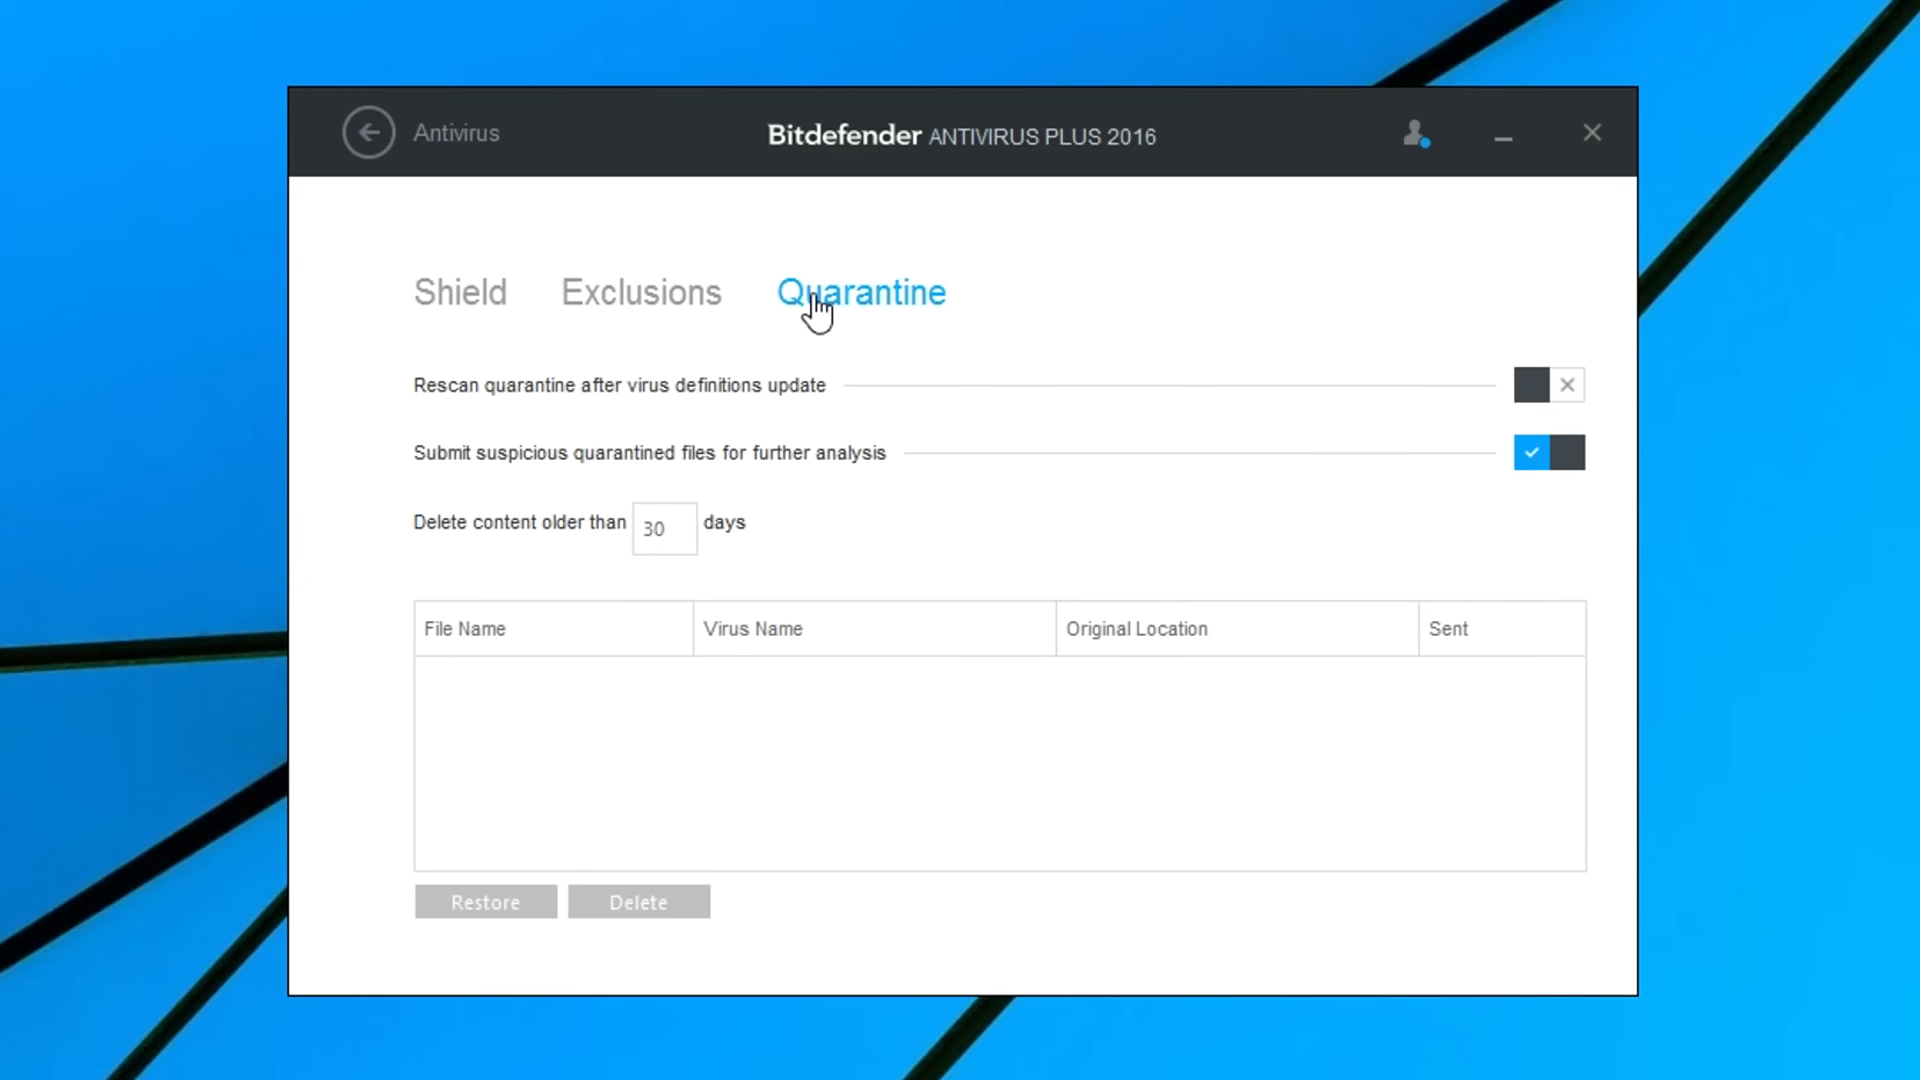 Antivirus
Bitdefender ANTIVIRUS PLUS 2016
Shield Exclusions Quarantine
Rescan quarantine after virus definitions update
Submit suspicious quarantined files for further analysis
Delete content older than 30 days
File Name Virus Name Original Location Sent
Restore Delete